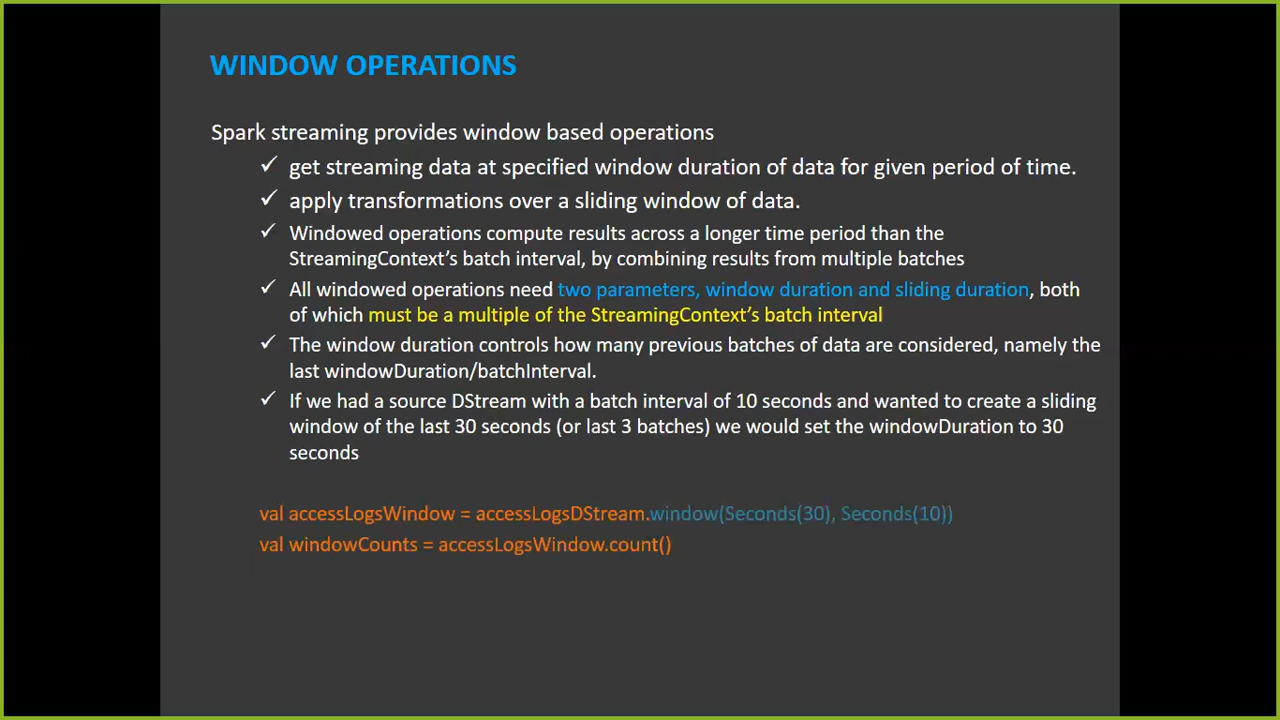 WINDOW OPERATIONS
Spark streaming provides window based operations
✓ get streaming data at specified window duration of data for given period of time.
✓ apply transformations over a sliding window of data.
✓ Windowed operations compute results across a longer time period than the
StreamingContext’s batch interval, by combining results from multiple batches
✓ All windowed operations need two parameters, window duration and sliding duration, both
of which must be a multiple of the StreamingContext’s batch interval
✓ The window duration controls how many previous batches of data are considered, namely the
last windowDuration/batchInterval.
✓ If we had a source DStream with a batch interval of 10 seconds and wanted to create a sliding
window of the last 30 seconds (or last 3 batches) we would set the windowDuration to 30
seconds
val accessLogsWindow = accessLogsDStream.window(Seconds(30), Seconds(10))
val windowCounts = accessLogsWindow.count()